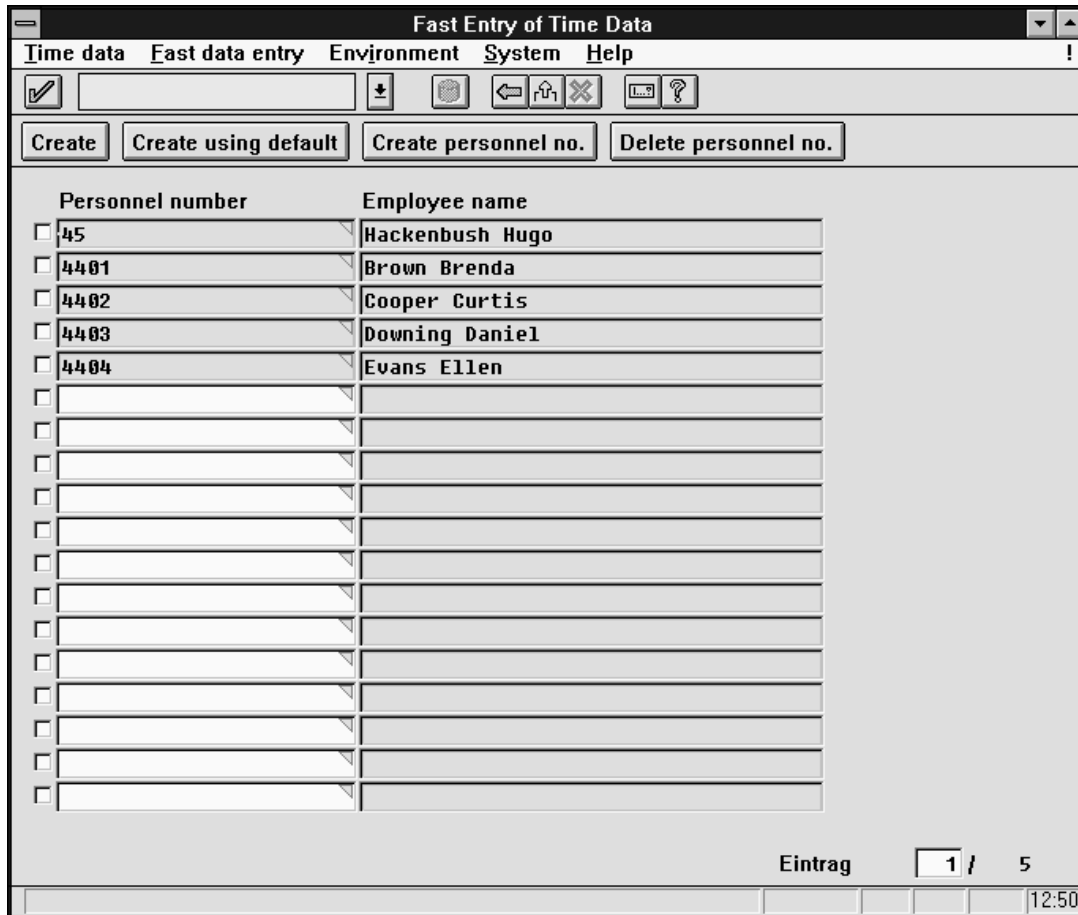 Fast Entry of Time Data
Time data Fast data entry Environment System Help !
I...?  ?
Create Create using default Create personnel no. Delete personnel no.
Personnel number Employee name
45 Hackenbush Hugo
4401 Brown Brenda
4402 Cooper Curtis
4403 Downing Daniel
4404 Evans Ellen
Eintrag 1 / 5
12:50